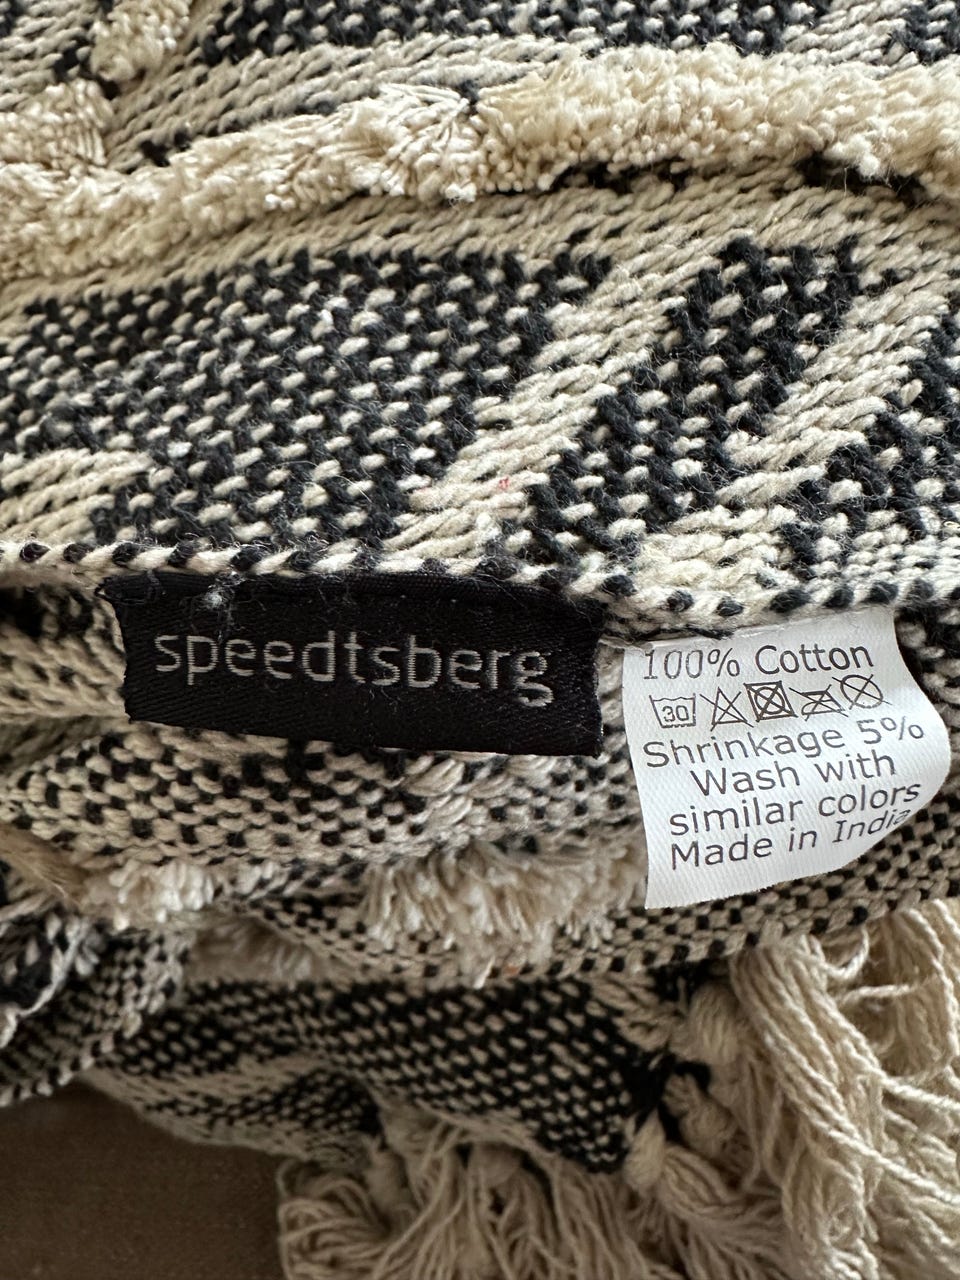 speedtsberg
100% Cotton
30
Shrinkage 5%
Wash with
similar colors
Made in India